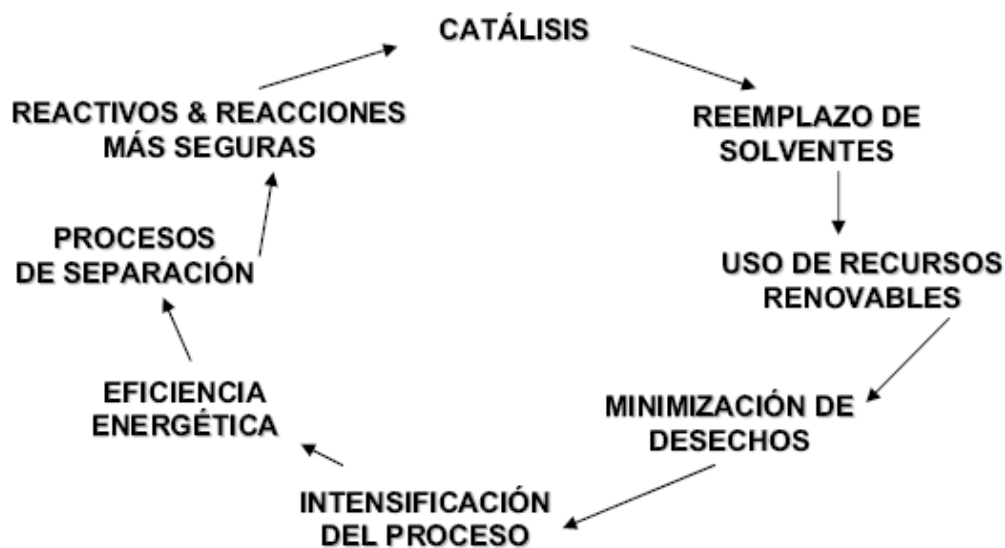 CATÁLISIS
REEMPLAZO DE
SOLVENTES
USO DE RECURSOS
RENOVABLES
MINIMIZACIÓN DE
DESECHOS
INTENSIFICACIÓN
DEL PROCESO
EFICIENCIA
ENERGÉTICA
PROCESOS
DE SEPARACIÓN
REACTIVOS & REACCIONES
MÁS SEGURAS